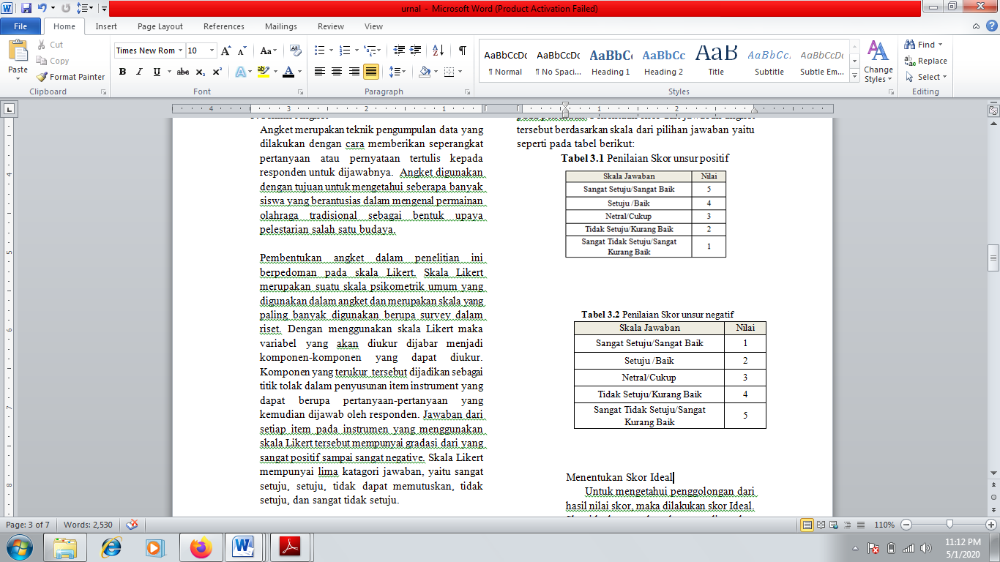 urnal - Microsoft Word (Product Activation Failed)
File Home Insert Page Layout References Mailings Review View
Paste
Cut
Copy
Format Painter
Clipboard
Times New Rom 10
Font
Paragraph
AaBbCcDc AaBbCcDc AaBbCc AaBbCc AaB AaBbCc. AaBbCcDc
¶ Normal ¶ No Spaci... Heading 1 Heading 2 Title Subtitle Subtle Em...
Change Styles
Styles
Find
Replace
Select
Editing
4 3 2 1 1 2
Angket merupakan teknik pengumpulan data yang
dilakukan dengan cara memberikan seperangkat
pertanyaan atau pernyataan tertulis kepada
responden untuk dijawabnya. Angket digunakan
dengan tujuan untuk mengetahui seberapa banyak
siswa yang berantusias dalam mengenal permainan
olahraga tradisional sebagai bentuk upaya
pelestarian salah satu budaya.
Pembentukan angket dalam penelitian ini
berpedoman pada skala Likert. Skala Likert
merupakan suatu skala psikometrik umum yang
digunakan dalam angket dan merupakan skala yang
paling banyak digunakan berupa survey dalam
riset. Dengan menggunakan skala Likert maka
variabel yang akan diukur dijabar menjadi
komponen-komponen yang dapat diukur.
Komponen yang terukur tersebut dijadikan sebagai
titik tolak dalam penyusunan item instrument yang
dapat berupa pertanyaan-pertanyaan yang
kemudian dijawab oleh responden. Jawaban dari
setiap item pada instrumen yang menggunakan
skala Likert tersebut mempunyai gradasi dari yang
sangat positif sampai sangat negative. Skala Likert
mempunyai lima katagori jawaban, yaitu sangat
setuju, setuju, tidak dapat memutuskan, tidak
setuju, dan sangat tidak setuju.
tersebut berdasarkan skala dari pilihan jawaban yaitu
seperti pada tabel berikut:
Tabel 3.1 Penilaian Skor unsur positif
Skala Jawaban Nilai
Sangat Setuju/Sangat Baik 5
Setuju /Baik 4
Netral/Cukup 3
Tidak Setuju/Kurang Baik 2
Sangat Tidak Setuju/Sangat
Kurang Baik 1
Tabel 3.2 Penilaian Skor unsur negatif
Skala Jawaban Nilai
Sangat Setuju/Sangat Baik 1
Setuju /Baik 2
Netral/Cukup 3
Tidak Setuju/Kurang Baik 4
Sangat Tidak Setuju/Sangat
Kurang Baik 5
Menentukan Skor Ideal
Untuk mengetahui penggolongan dari
hasil nilai skor, maka dilakukan skor Ideal.
4
5
6
7
8
Page: 3 of 7 Words: 2,530 110%
11:12 PM
5/1/2020